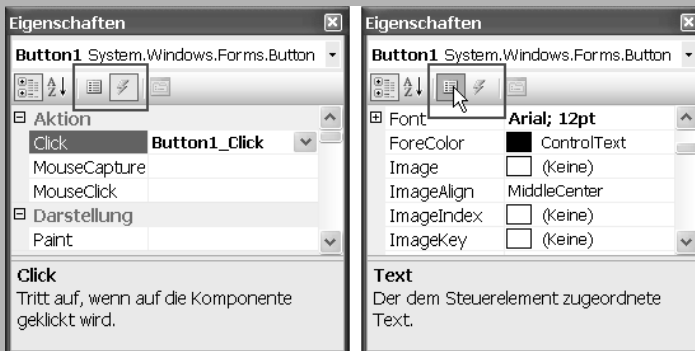 Eigenschaften
Button1 System.Windows.Forms.Button
Aktion
Click Button1_Click
MouseCapture
MouseClick
Darstellung
Paint
Click
Tritt auf, wenn auf die Komponente
geklickt wird.
Eigenschaften
Button1 System.Windows.Forms.Button
Font Arial; 12pt
ForeColor ControlText
Image (Keine)
ImageAlign MiddleCenter
ImageIndex (Keine)
ImageKey (Keine)
Text
Der dem Steuerelement zugeordnete
Text.